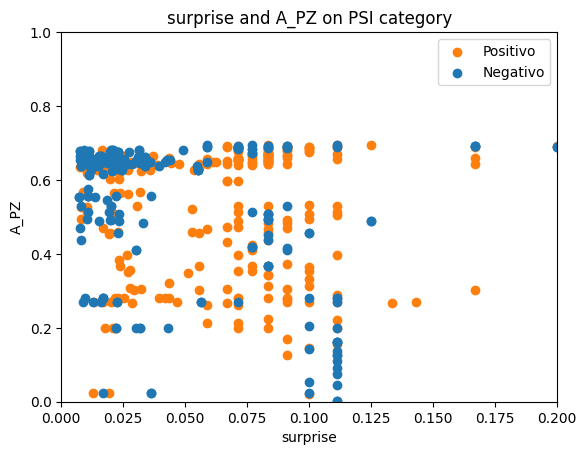 surprise and A_PZ on PSI category
Positivo
Negativo
A_PZ
1.0
0.8
0.6
0.4
0.2
0.0
0.000 0.025 0.050 0.075 0.100 0.125 0.150 0.175 0.200
surprise